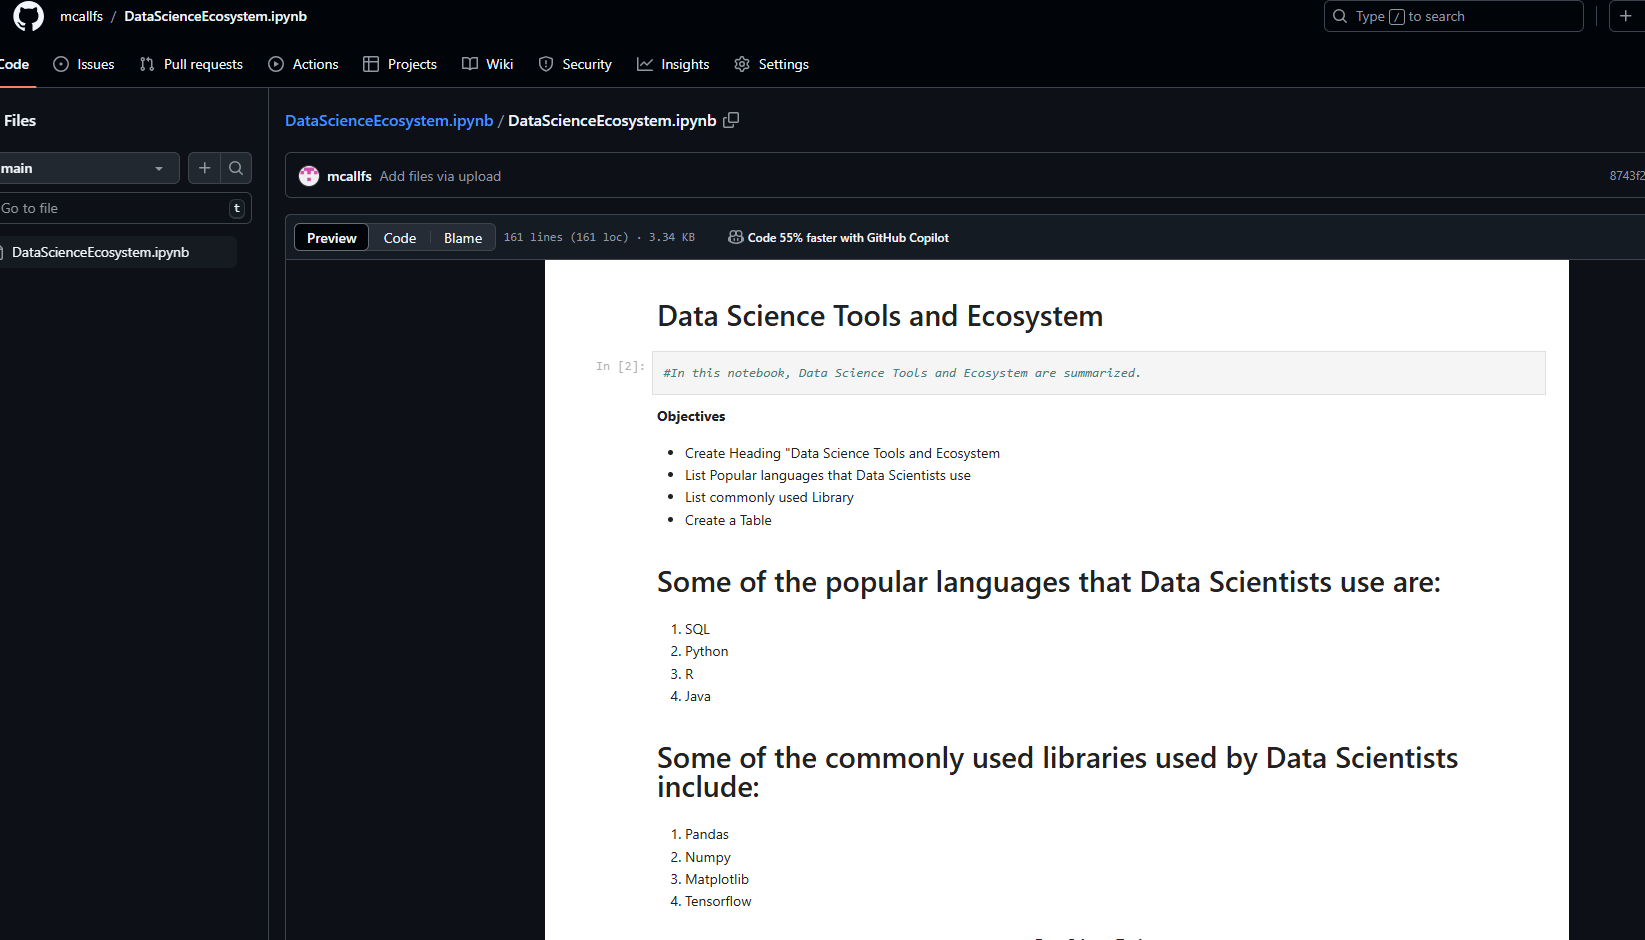 mcallfs / DataScienceEcosystem.ipynb
Type / to search
Code Issues Pull requests Actions Projects Wiki Security Insights Settings
Files
main
Go to file t
DataScienceEcosystem.ipynb
DataScienceEcosystem.ipynb / DataScienceEcosystem.ipynb
mcallfs Add files via upload 8743f2
Preview Code Blame 161 lines (161 loc) · 3.34 KB Code 55% faster with GitHub Copilot
Data Science Tools and Ecosystem
In [2]: #In this notebook, Data Science Tools and Ecosystem are summarized.
Objectives
• Create Heading "Data Science Tools and Ecosystem
• List Popular languages that Data Scientists use
• List commonly used Library
• Create a Table
Some of the popular languages that Data Scientists use are:
1. SQL
2. Python
3. R
4. Java
Some of the commonly used libraries used by Data Scientists
include:
1. Pandas
2. Numpy
3. Matplotlib
4. Tensorflow